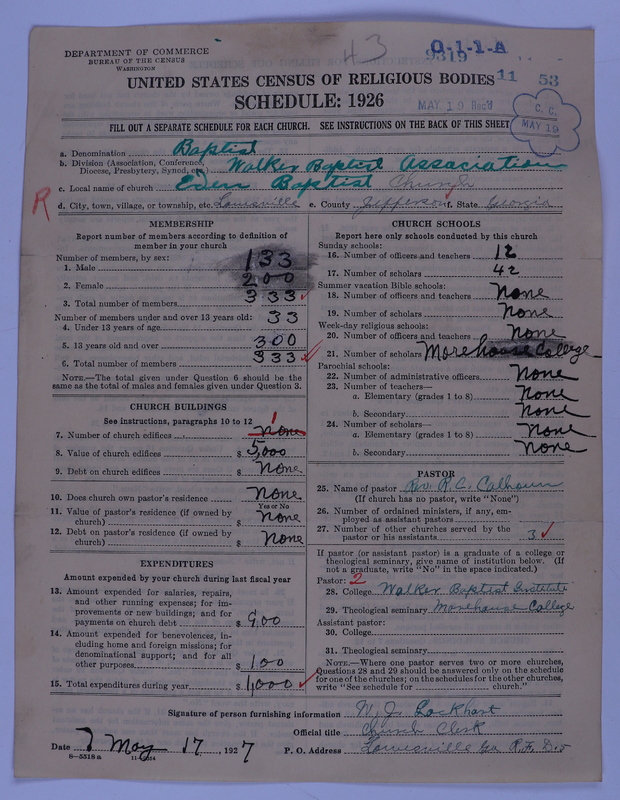 DEPARTMENT OF COMMERCE
BUREAU OF THE CENSUS
WASHINGTON
43
O-1-1-A
9319
11 53
UNITED STATES CENSUS OF RELIGIOUS BODIES
SCHEDULE: 1926
MAY 19 Rec'd
C. C.
MAY 19
FILL OUT A SEPARATE SCHEDULE FOR EACH CHURCH. SEE INSTRUCTIONS ON THE BACK OF THIS SHEET
a. Denomination Baptist
b. Division (Association, Conference, Diocese, Presbytery, Synod, etc.) Walker Baptist Assaciation
c. Local name of church Eden Baptist Church
R
d. City, town, village, or township, etc. Louisville e. County Jefferson f. State Georgia
MEMBERSHIP
Report number of members according to definition of
member in your church
Number of members, by sex:
1. Male 133
2. Female 200
3. Total number of members 333
Number of members under and over 13 years old:
4. Under 13 years of age 33
5. 13 years old and over 300
6. Total number of members 333
NOTE.—The total given under Question 6 should be
same as the total of males and females given under Question 3.
CHURCH BUILDINGS
See instructions, paragraphs 10 to 12
7. Number of church edifices none 1
8. Value of church edifices $ 5,000
9. Debt on church edifices $ None
10. Does church own pastor's residence None
Yes or No
11. Value of pastor's residence (if owned by
church) $ None
12. Debt on pastor's residence (if owned by
church) $ None
EXPENDITURES
Amount expended by your church during last fiscal year
13. Amount expended for salaries, repairs,
and other running expenses; for im-
provements or new buildings; and for
payments on church debt $ 900
14. Amount expended for benevolences, in-
cluding home and foreign missions; for
denominational support; and for all
other purposes $ 100
15. Total expenditures during year $ 1,000
CHURCH SCHOOLS
Report here only schools conducted by this church
Sunday schools:
16. Number of officers and teachers 12
17. Number of scholars 42
Summer vacation Bible schools:
18. Number of officers and teachers None
19. Number of scholars None
Week-day religious schools:
20. Number of officers and teachers None
21. Number of scholars Morehouse College
Parochial schools:
22. Number of administrative officers None
23. Number of teachers—
a. Elementary (grades 1 to 8) None
b. Secondary None
24. Number of scholars—
a. Elementary (grades 1 to 8) None
b. Secondary None
PASTOR
25. Name of pastor Rev. R. C. Calhoun
(If church has no pastor, write "None")
26. Number of ordained ministers, if any, em-
ployed as assistant pastors
27. Number of other churches served by the
pastor or his assistants 3
If pastor (or assistant pastor) is a graduate of a college or
theological seminary, give name of institution below. (If
not a graduate, write "No" in the space indicated.)
Pastor: 2
28. College Walker Baptist Institute
29. Theological seminary Morehouse College
Assistant pastor:
30. College
31. Theological seminary
NOTE.—Where one pastor serves two or more churches,
Questions 28 and 29 should be answered only on the schedule
for one of the churches; on the schedules for the other churches,
write "See schedule for church."
Signature of person furnishing information W. J. Lockhart
Official title Church Clerk
Date 7 May 17, 1927 P. O. Address Louisville Ga R. F. D.
8—5518 a